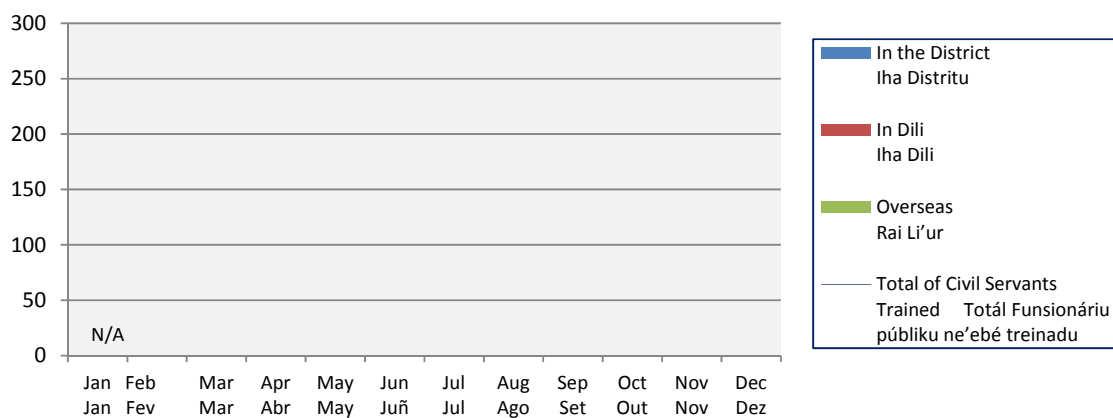 300
250
200
150
100
50
0
N/A
Jan Feb Mar Apr May Jun Jul Aug Sep Oct Nov Dec
Jan Fev Mar Abr May Juñ Jul Ago Set Out Nov Dez
In the District
Iha Distritu
In Dili
Iha Dili
Overseas
Rai Li’ur
Total of Civil Servants
Trained Totál Funsionáriu
públiku ne’ebé treinadu